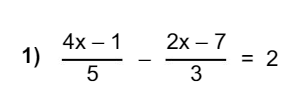 1) (4x – 1)/5 – (2x – 7)/3 = 2